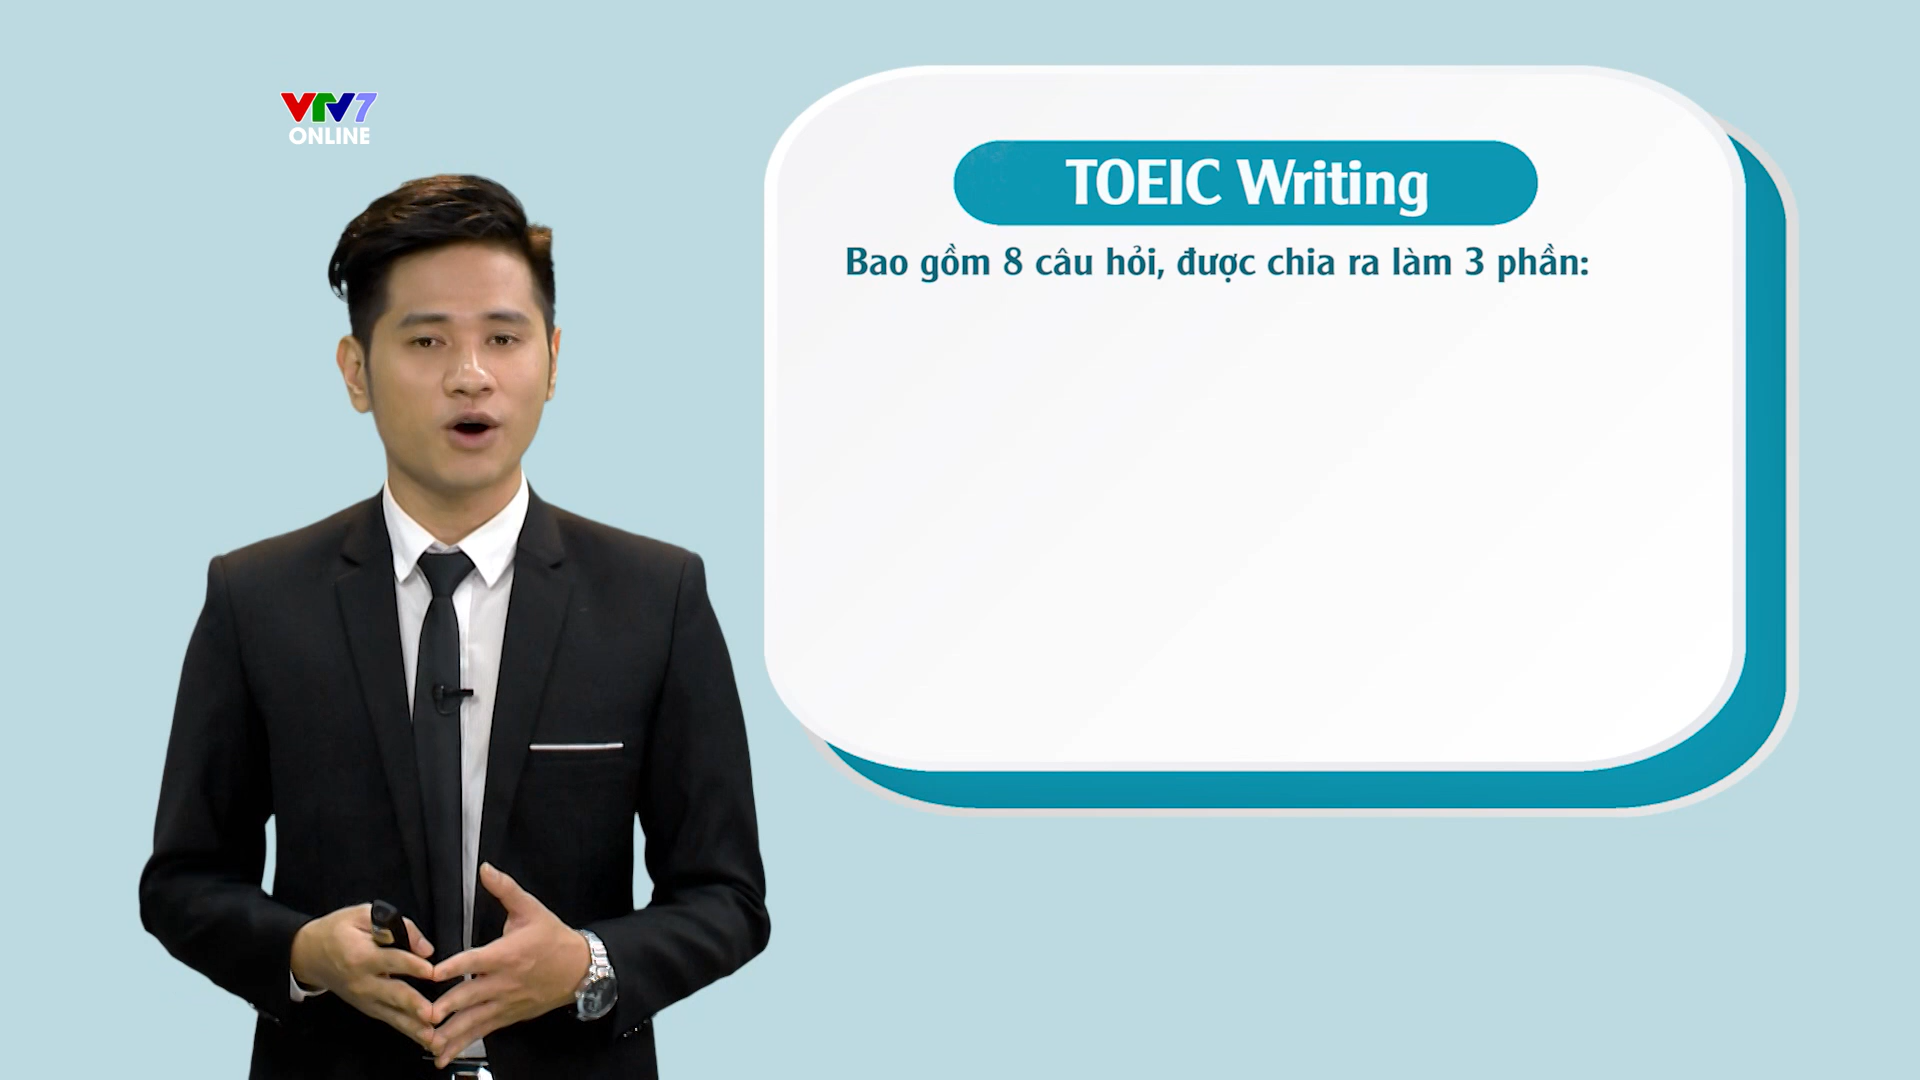 VTV7
ONLINE
TOEIC Writing
Bao gồm 8 câu hỏi, được chia ra làm 3 phần: